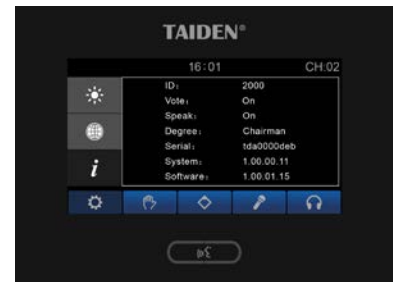 TAIDEN®
16:01 CH:02
ID: 2000
Vote: On
Speak: On
Degree: Chairman
Serial: tda0000deb
System: 1.00.00.11
Software: 1.00.01.15
i